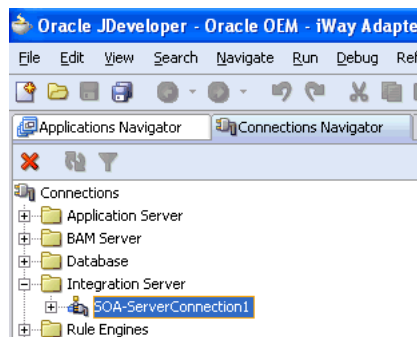 Oracle JDeveloper - Oracle OEM - iWay Adapte
File Edit View Search Navigate Run Debug Ref
Applications Navigator Connections Navigator
Connections
Application Server
BAM Server
Database
Integration Server
SOA-ServerConnection1
Rule Engines